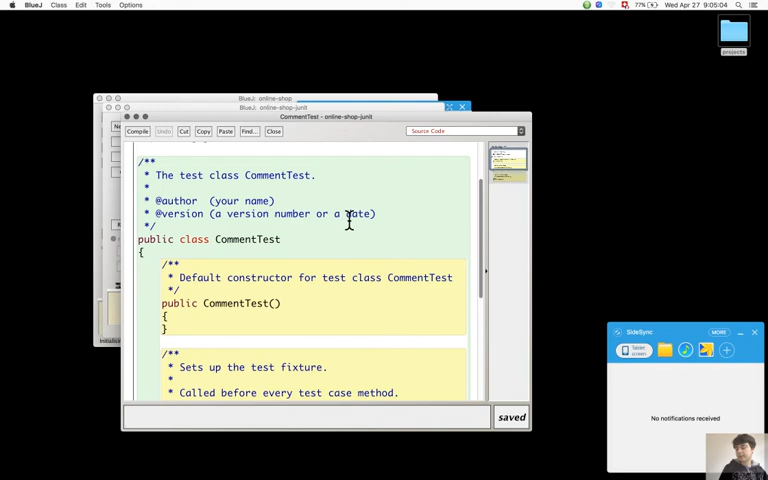 BlueJ Class Edit Tools Options
77% Wed Apr 27 9:05:04
projects
BlueJ: online-shop
BlueJ: online-shop-junit
CommentTest - online-shop-junit
Compile Undo Cut Copy Paste Find... Close
Source Code
/**
* The test class CommentTest.
*
* @author (your name)
* @version (a version number or a date)
*/
public class CommentTest
{
/**
* Default constructor for test class CommentTest
*/
public CommentTest()
{
}
/**
* Sets up the test fixture.
*
* Called before every test case method.
saved
SideSync
MORE
Tablet screen
No notifications received